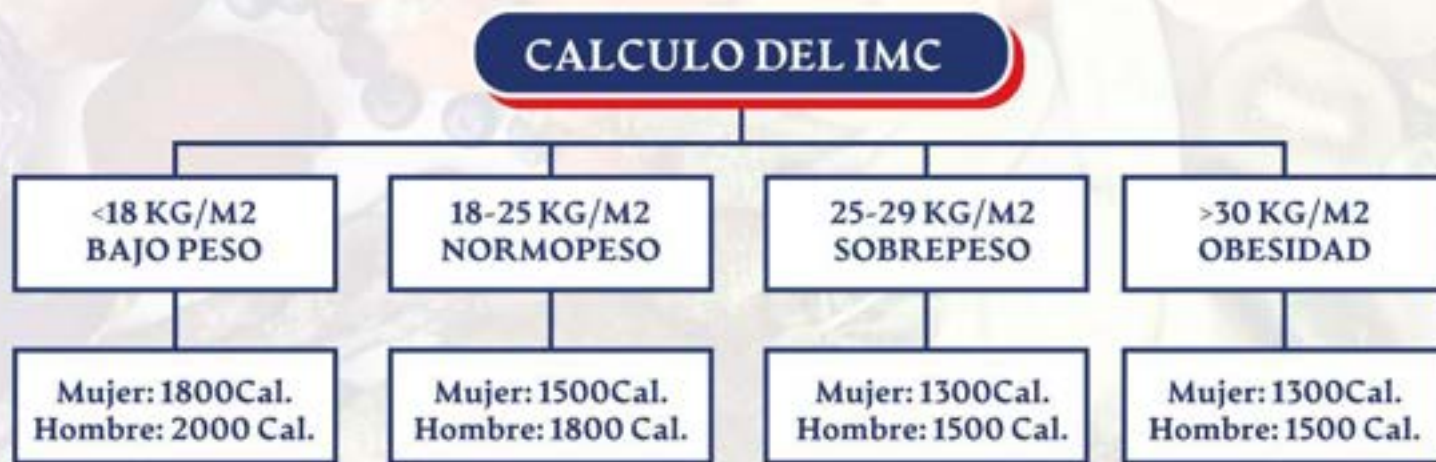 CALCULO DEL IMC
<18 KG/M2
BAJO PESO
18-25 KG/M2
NORMOPESO
25-29 KG/M2
SOBREPESO
>30 KG/M2
OBESIDAD
Mujer: 1800Cal.
Hombre: 2000 Cal.
Mujer: 1500Cal.
Hombre: 1800 Cal.
Mujer: 1300Cal.
Hombre: 1500 Cal.
Mujer: 1300Cal.
Hombre: 1500 Cal.